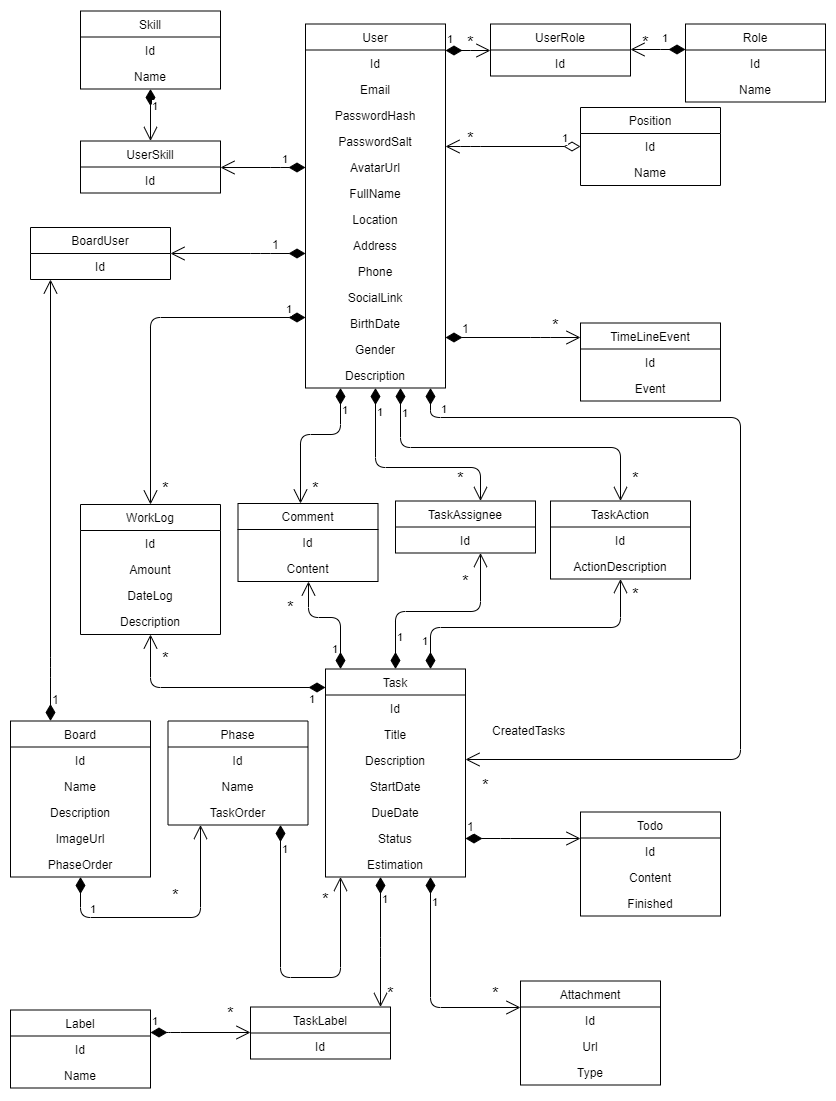 Skill
Id
Name
1
UserSkill
Id
1
User
Id
Email
PasswordHash
PasswordSalt
AvatarUrl
FullName
Location
Address
Phone
SocialLink
BirthDate
Gender
Description
1
*
UserRole
Id
*
1
Role
Id
Name
*
1
Position
Id
Name
BoardUser
Id
1
1
1
*
TimeLineEvent
Id
Event
1
1
1
1
*
WorkLog
Id
Amount
DateLog
Description
*
*
Comment
Id
Content
*
*
TaskAssignee
Id
*
*
TaskAction
Id
ActionDescription
*
1
1
1
1
Task
Id
Title
Description
StartDate
DueDate
Status
Estimation
CreatedTasks
*
1
Board
Id
Name
Description
ImageUrl
PhaseOrder
1
*
Phase
Id
Name
TaskOrder
1
*
1
Todo
Id
Content
Finished
1
*
1
*
Label
Id
Name
1
*
TaskLabel
Id
Attachment
Id
Url
Type